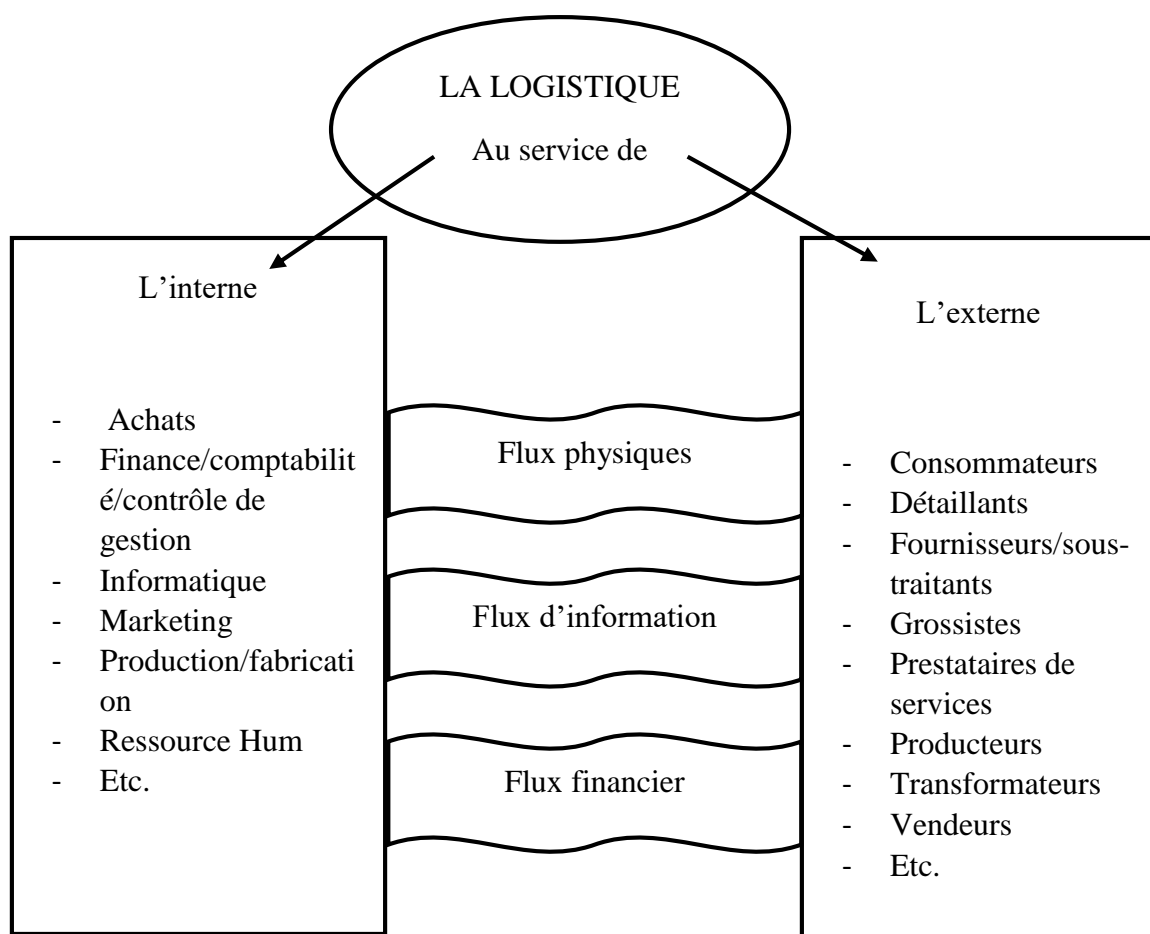 LA LOGISTIQUE
Au service de
L’interne
- Achats
- Finance/comptabilit
é/contrôle de
gestion
- Informatique
- Marketing
- Production/fabricati
on
- Ressource Hum
- Etc.
Flux physiques
Flux d’information
Flux financier
L’externe
- Consommateurs
- Détaillants
- Fournisseurs/sous-
traitants
- Grossistes
- Prestataires de
services
- Producteurs
- Transformateurs
- Vendeurs
- Etc.